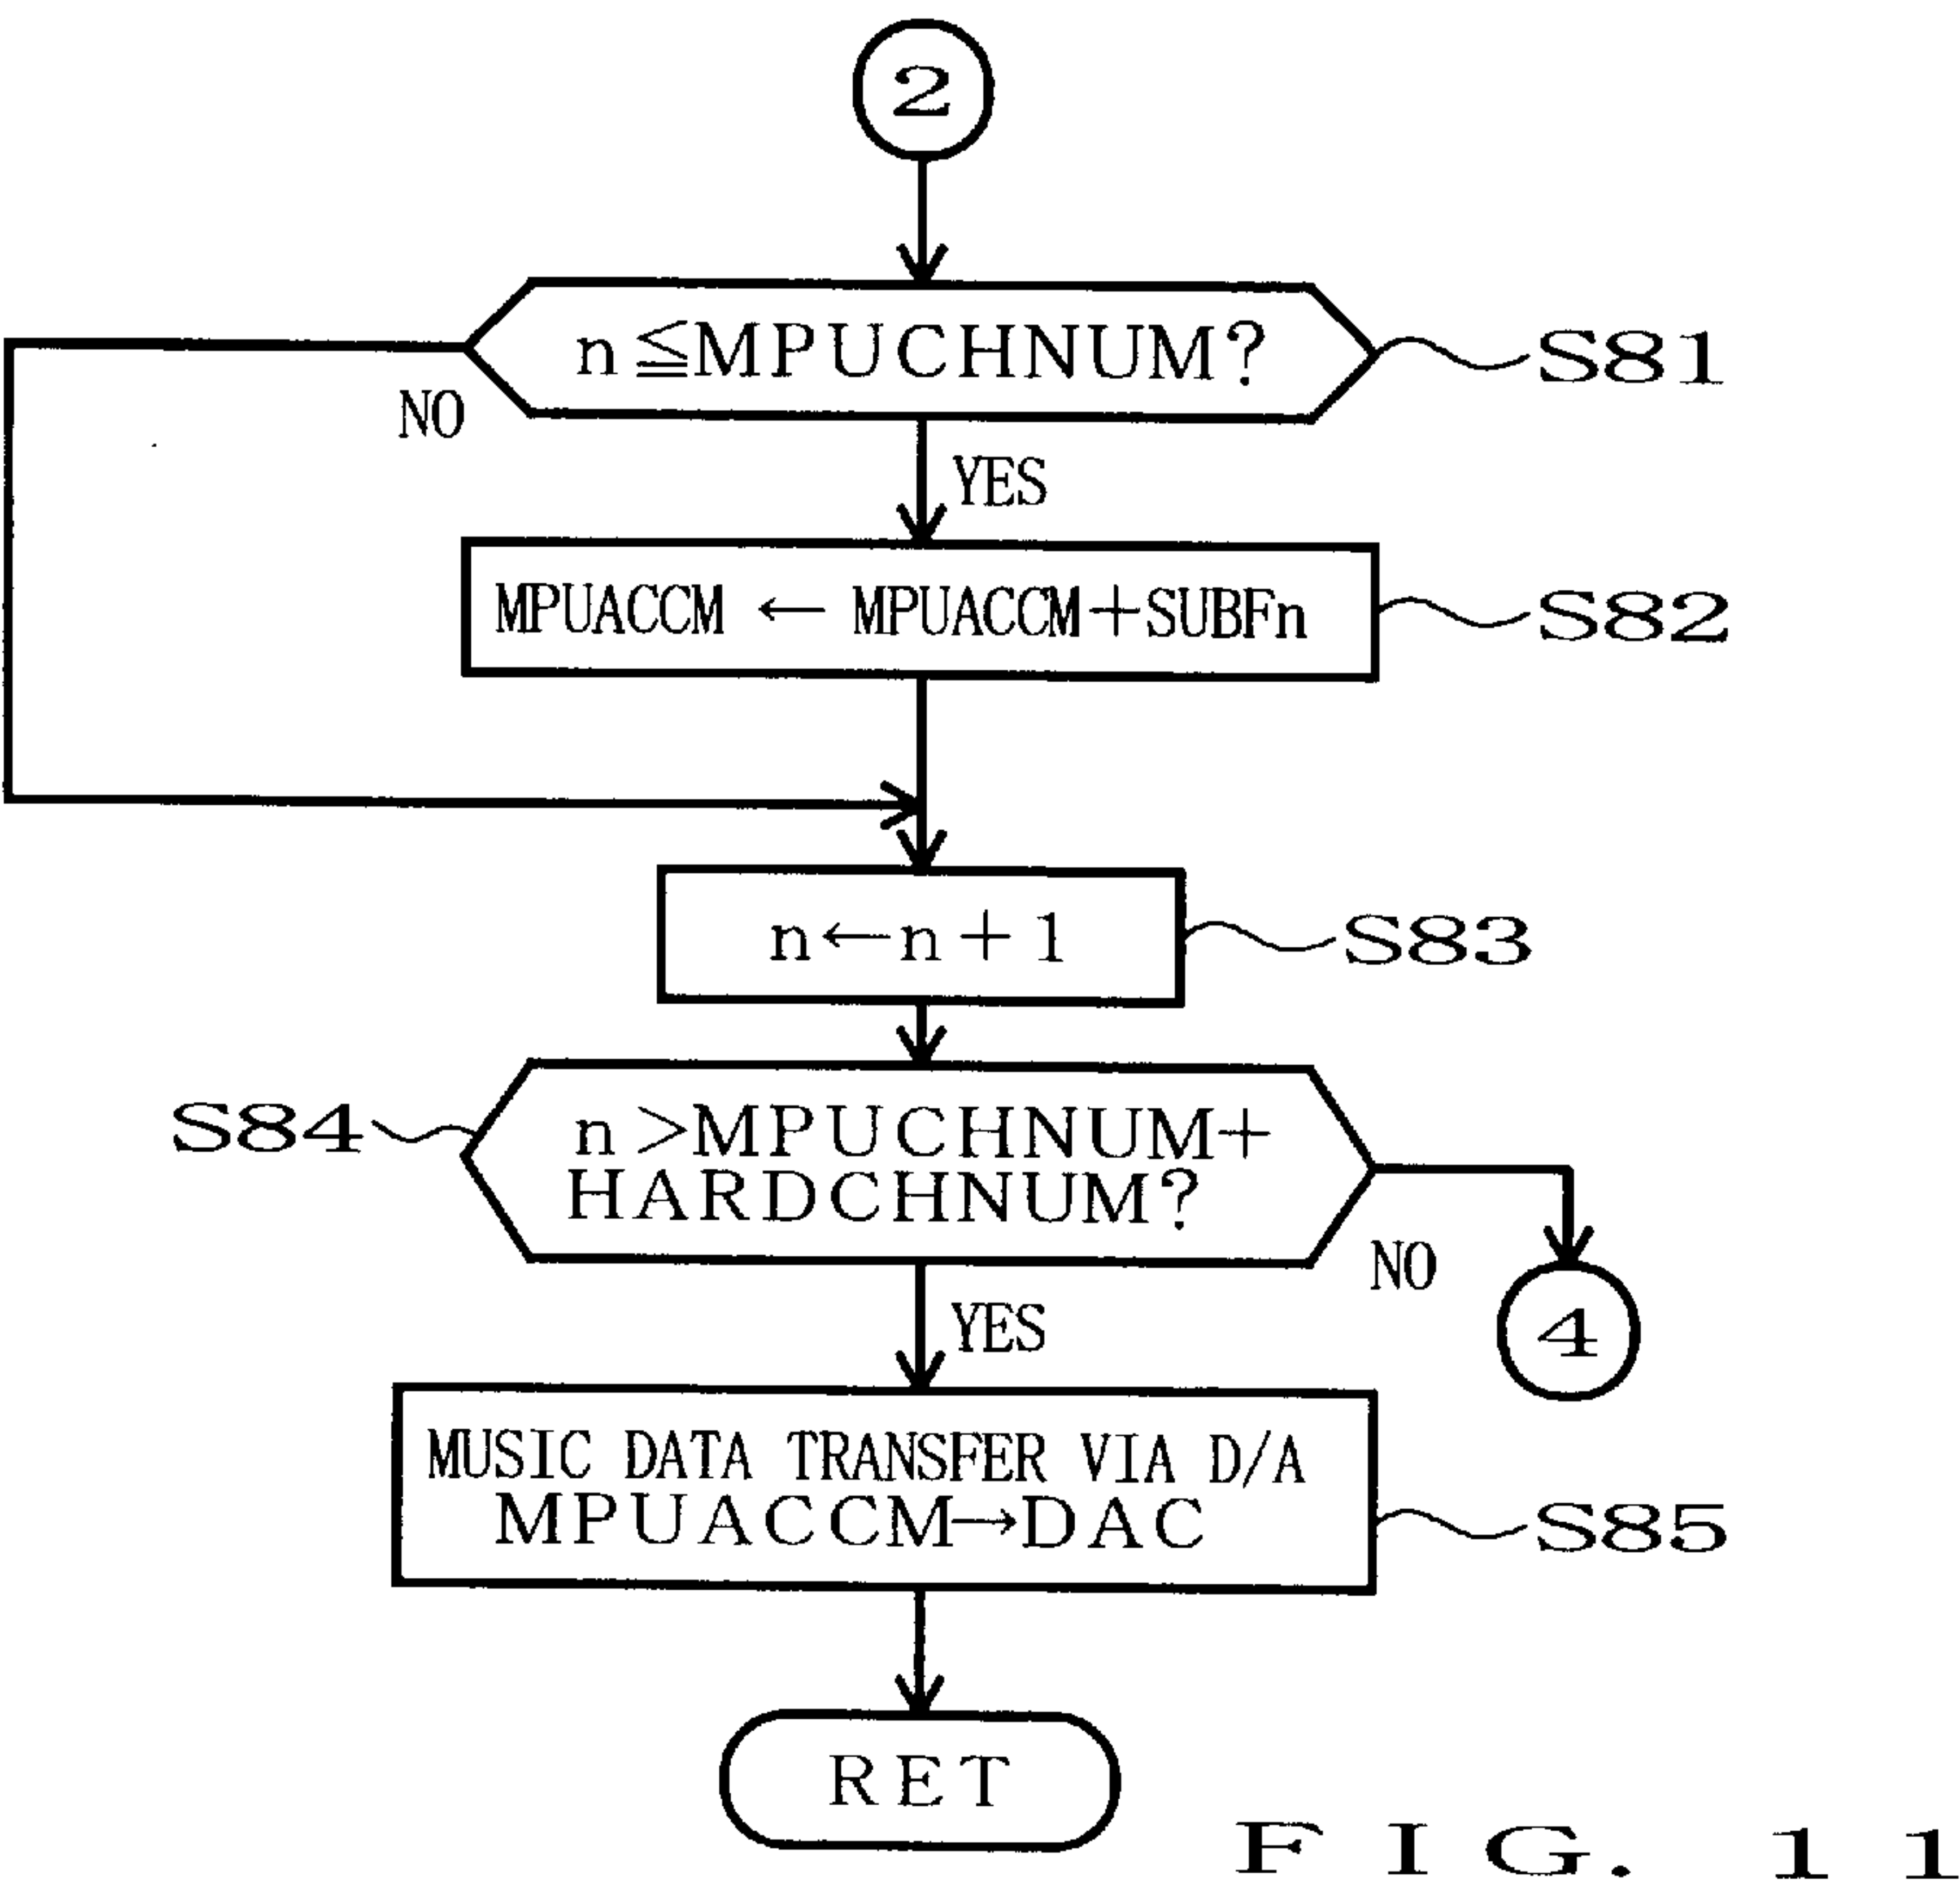 2
n≦MPUCHNUM?
S81
NO
YES
MPUACCM ← MPUACCM+SUBFn
S82
n←n+1
S83
S84
n>MPUCHNUM+
HARDCHNUM?
NO
4
YES
MUSIC DATA TRANSFER VIA D/A
MPUACCM→DAC
S85
RET
FIG. 11